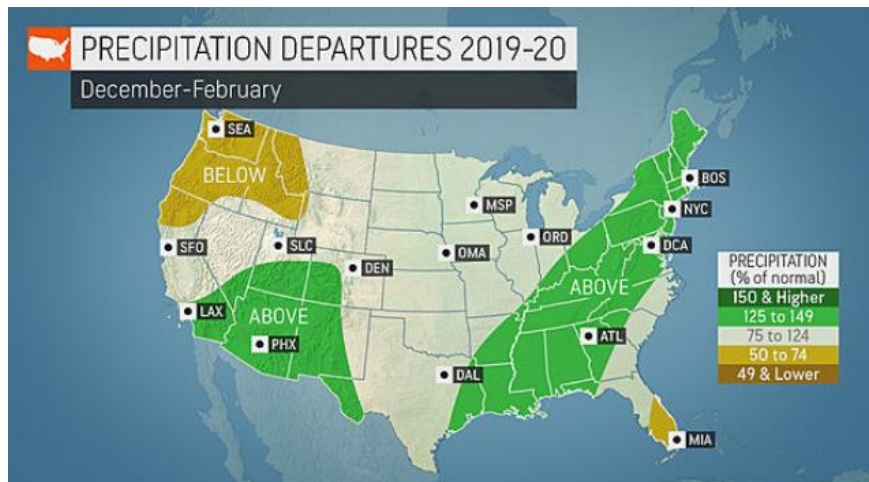 PRECIPITATION DEPARTURES 2019-20
December-February
SEA
BELOW
BOS
MSP
NYC
SFO
SLC
OMA
ORD
DCA
DEN
ABOVE
LAX
ABOVE
PHX
ATL
DAL
MIA
PRECIPITATION
(% of normal)
150 & Higher
125 to 149
75 to 124
50 to 74
49 & Lower